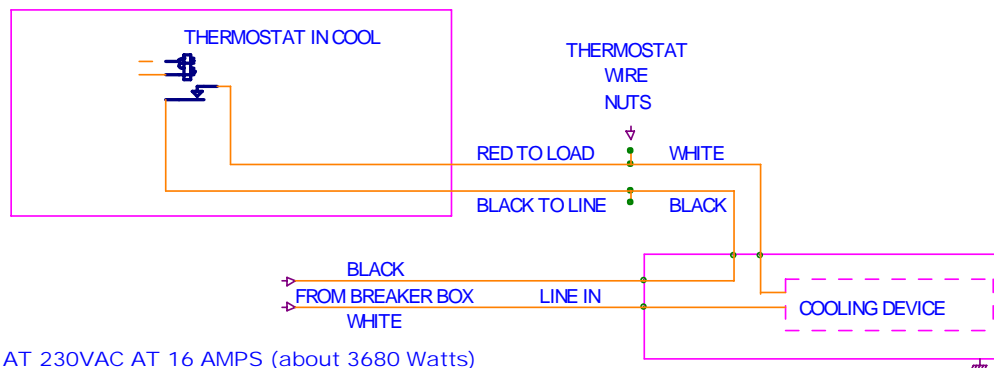 THERMOSTAT IN COOL
THERMOSTAT
WIRE
NUTS
RED TO LOAD
WHITE
BLACK TO LINE
BLACK
BLACK
FROM BREAKER BOX
LINE IN
WHITE
COOLING DEVICE
AT 230VAC AT 16 AMPS (about 3680 Watts)